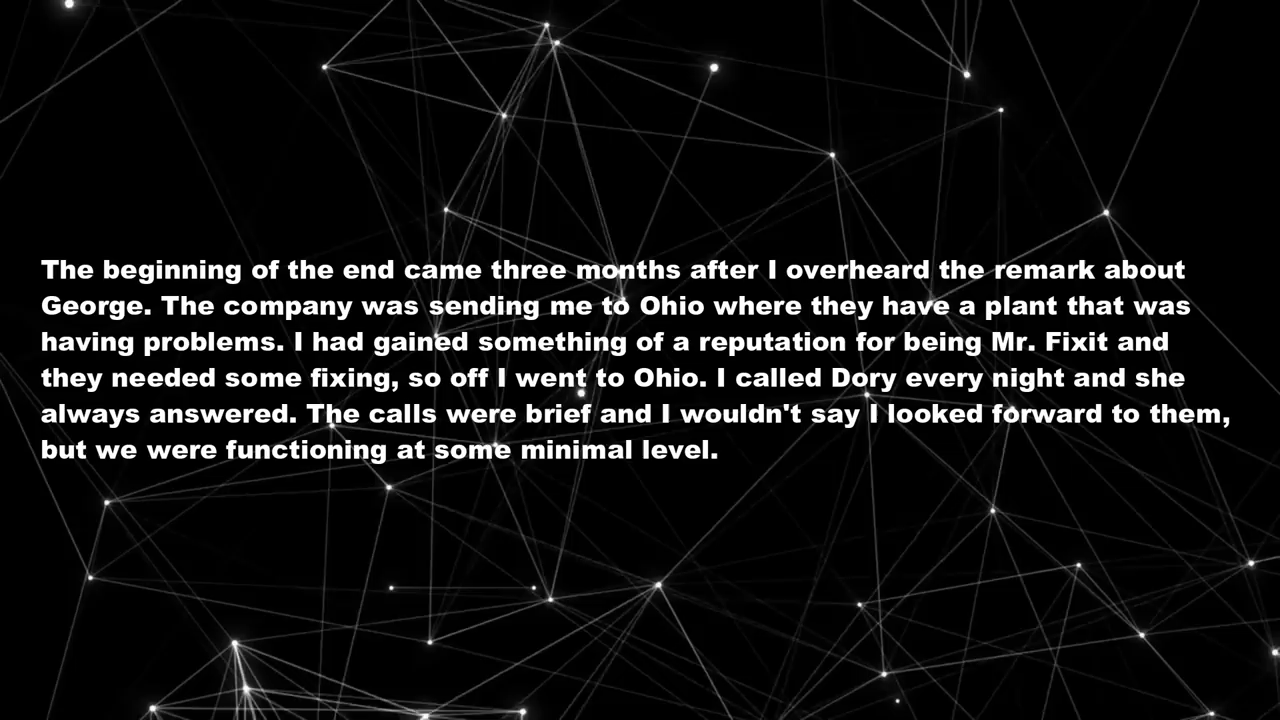 The beginning of the end came three months after I overheard the remark about
George. The company was sending me to Ohio where they have a plant that was
having problems. I had gained something of a reputation for being Mr. Fixit and
they needed some fixing, so off I went to Ohio. I called Dory every night and she
always answered. The calls were brief and I wouldn't say I looked forward to them,
but we were functioning at some minimal level.